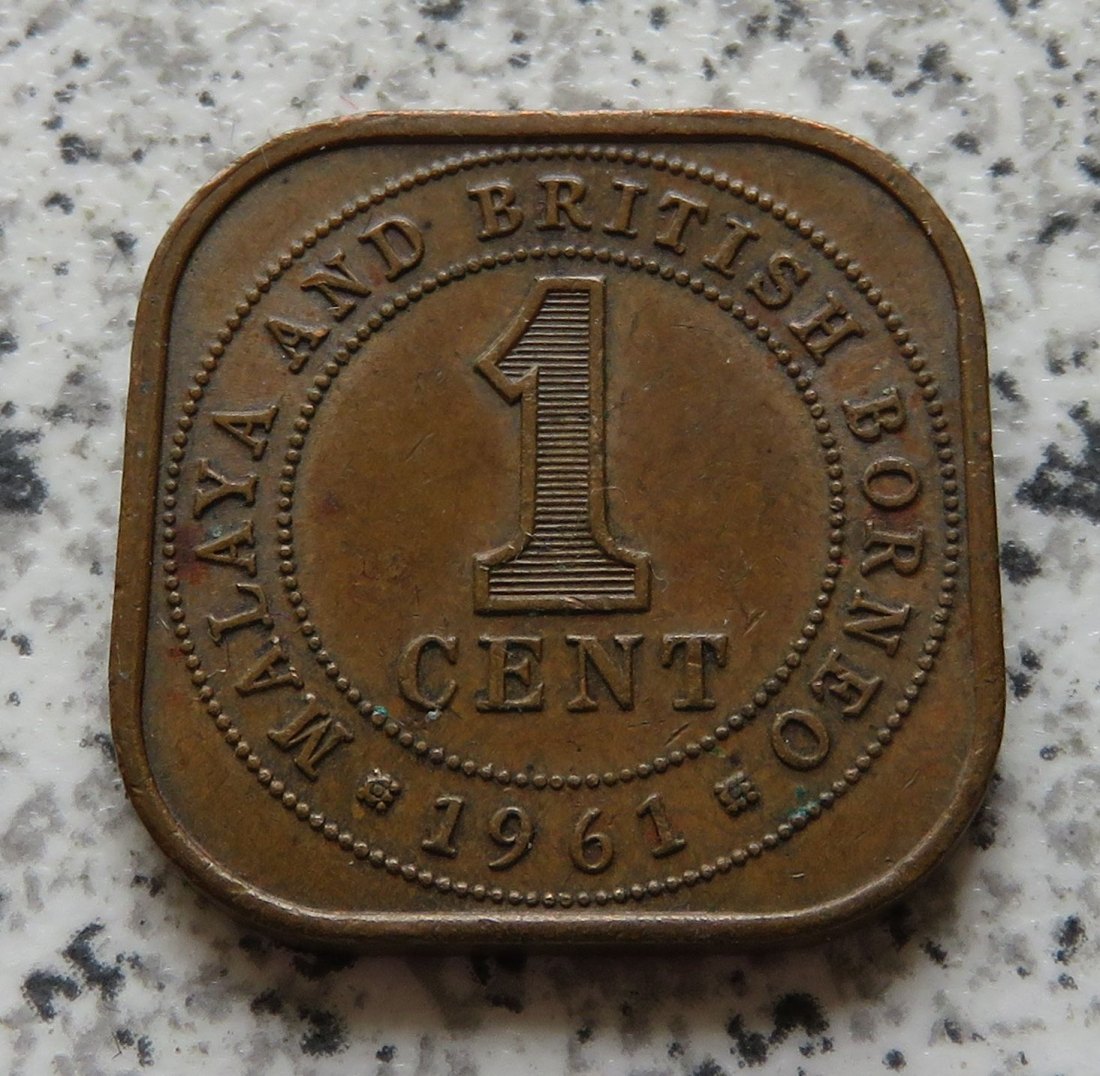 MALAYA AND BRITISH BORNEO
1
CENT
1961